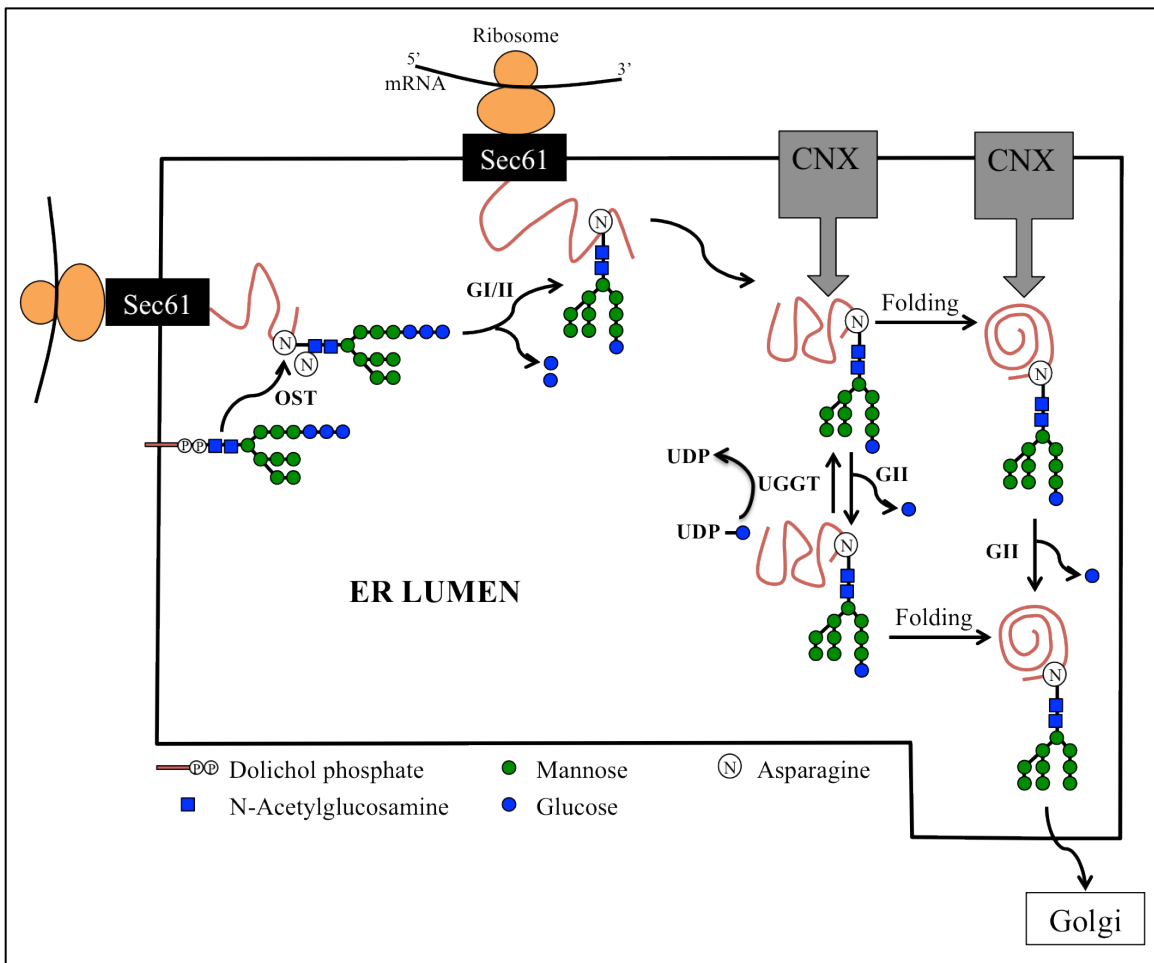 Ribosome
5’
3’
mRNA
Sec61
CNX
CNX
N
Sec61
GI/II
Folding
N
N
N
N
N
OST
P P
UDP
UGGT
GII
UDP
N
GII
ER LUMEN
Folding
N
P P Dolichol phosphate
Mannose
N Asparagine
N-Acetylglucosamine
Glucose
Golgi